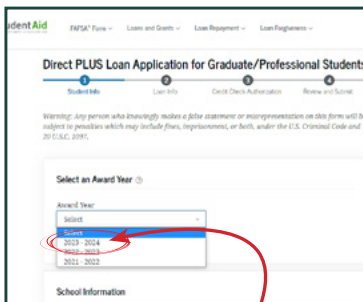 udent Aid
FAFSA® Form Loans and Grants Loan Repayment Loan Forgiveness
Direct PLUS Loan Application for Graduate/Professional Students
1 2 3 4
Student Info Loan Info Credit Check Authorization Review and Submit
Warning: Any person who knowingly makes a false statement or misrepresentation on this form will be
subject to penalties which may include fines, imprisonment, or both, under the U.S. Criminal Code and
20 U.S.C. 1097.
Select an Award Year
Award Year
Select
Select
2023 - 2024
2022 - 2023
2021 - 2022
School Information